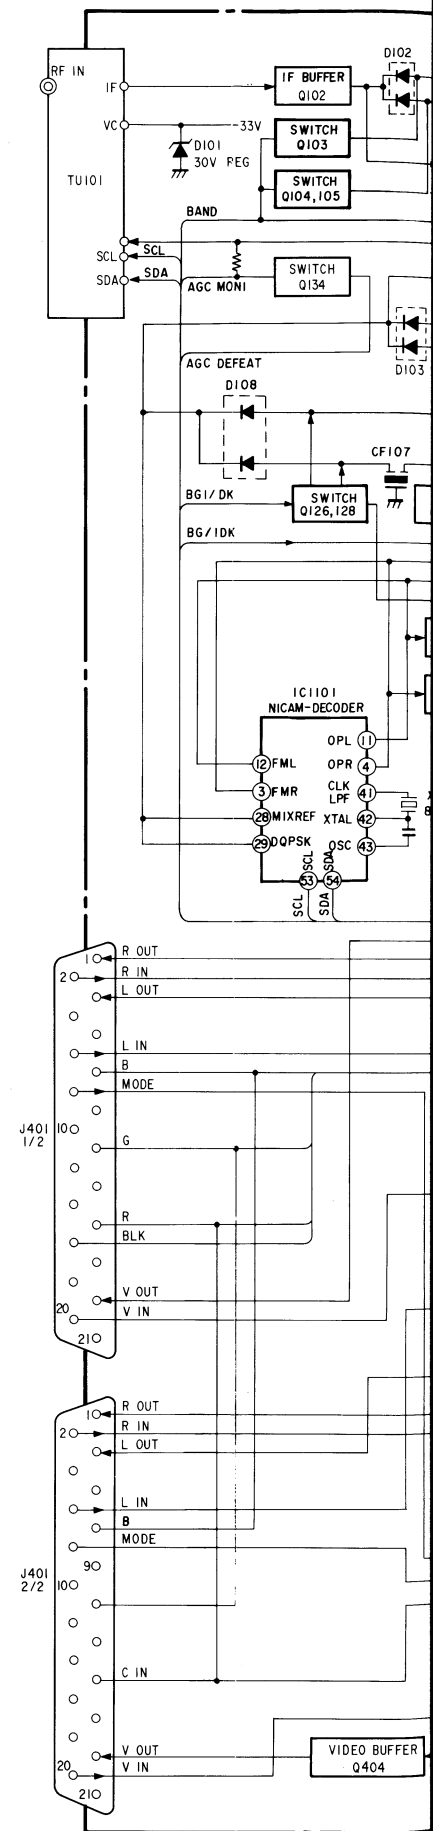 D102
RF IN
IF
IF BUFFER
Q102
VC
-33V
D101
30V REG
SWITCH
Q103
TU101
SWITCH
Q104,105
BAND
SCL
SCL
SDA
SDA
AGC MONI
SWITCH
Q134
AGC DEFEAT
D103
D108
CF107
BG1/DK
SWITCH
Q126,128
BG/1DK
IC1101
NICAM-DECODER
OPL
11
12
FML
OPR
4
3
FMR
CLK
LPF
41
28
MIXREF
XTAL
42
8
29
DQPSK
OSC
43
SCL
SDA
53
54
SCL
SDA
1
R OUT
2
R IN
L OUT
L IN
B
MODE
J401
1/2
10
G
R
BLK
V OUT
20
V IN
21
1
R OUT
2
R IN
L OUT
L IN
B
MODE
9
J401
2/2
10
C IN
V OUT
20
V IN
21
VIDEO BUFFER
Q404